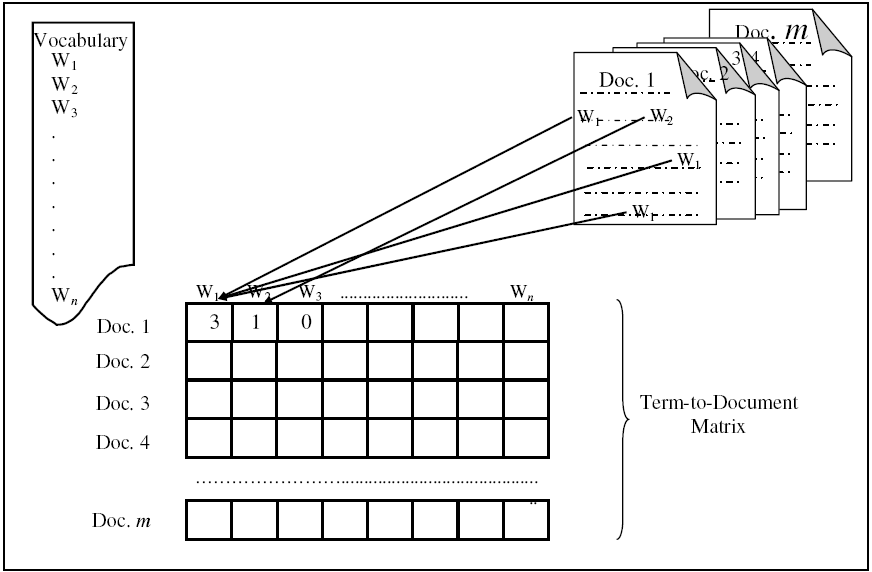 Vocabulary
W1
W2
W3
.
.
.
.
.
.
.
Wn
Doc. m
3 4
oc. 2
Doc. 1
W1 W2
W1
W1
W1 W2 W3 ............................ Wn
Doc. 1 3 1 0
Doc. 2
Doc. 3
Doc. 4
Doc. m
Term-to-Document
Matrix